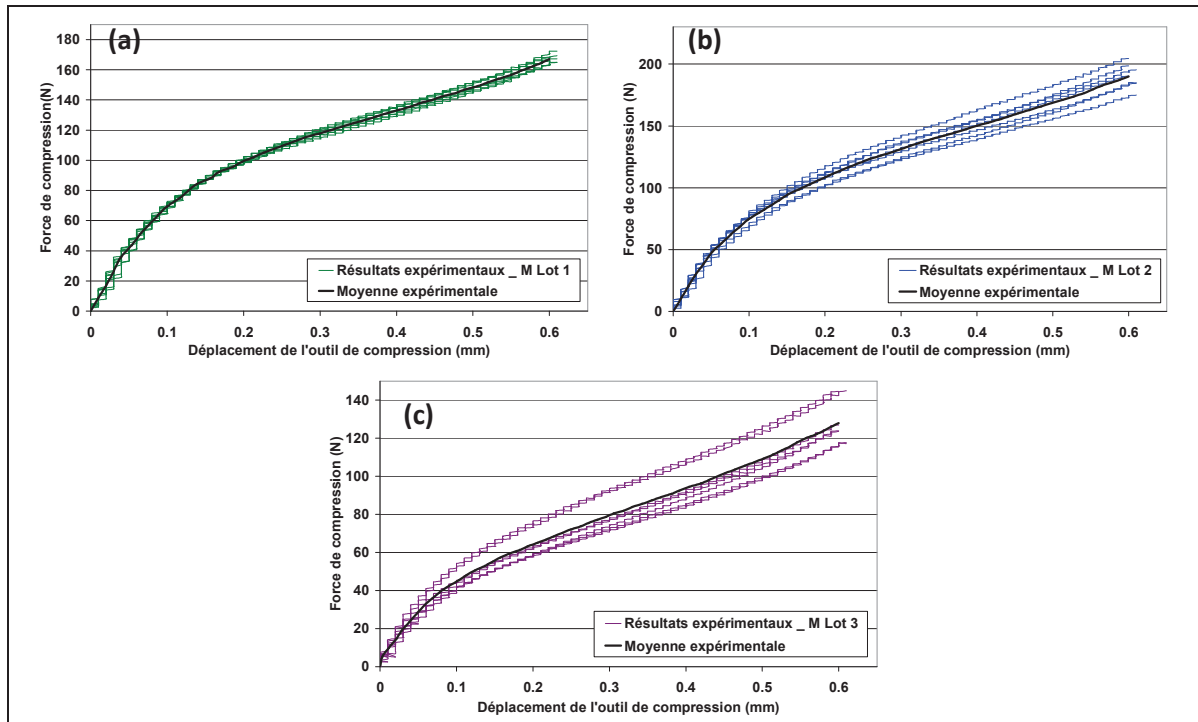 (a)
Force de compression(N)
180
160
140
120
100
80
60
40
20
0
0 0.1 0.2 0.3 0.4 0.5 0.6
Déplacement de l'outil de compression (mm)
Résultats expérimentaux _ M Lot 1
Moyenne expérimentale
(b)
Force de compression (N)
200
150
100
50
0
0 0.1 0.2 0.3 0.4 0.5 0.6
Déplacement de l'outil de compression (mm)
Résultats expérimentaux _ M Lot 2
Moyenne expérimentale
(c)
Force de compression (N)
140
120
100
80
60
40
20
0
0 0.1 0.2 0.3 0.4 0.5 0.6
Déplacement de l'outil de compression (mm)
Résultats expérimentaux _ M Lot 3
Moyenne expérimentale